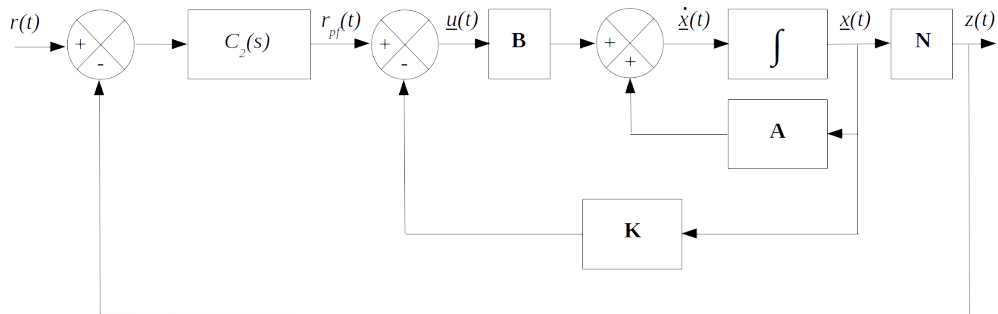 r(t)
+
-
C2(s)
rpf(t)
+
-
u(t)
B
+
+
ẋ(t)
∫
x(t)
N
z(t)
A
K